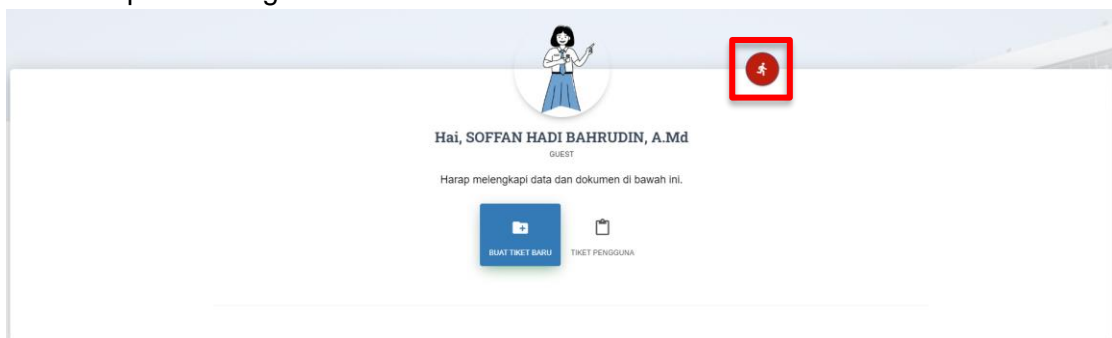 Hai, SOFFAN HADI BAHRUDIN, A.Md
GUEST
Harap melengkapi data dan dokumen di bawah ini.
BUAT TIKET BARU
TIKET PENGGUNA